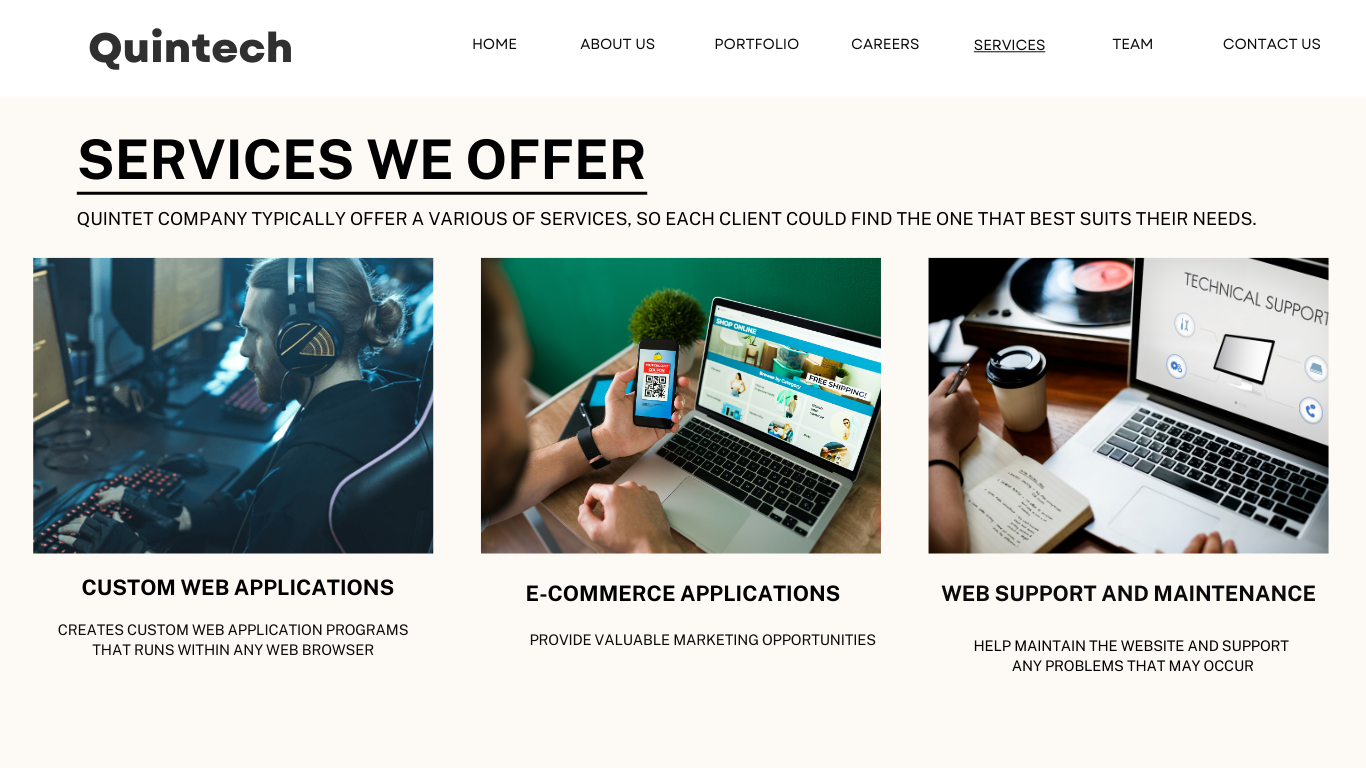 Quintech
HOME ABOUT US PORTFOLIO CAREERS SERVICES TEAM CONTACT US
SERVICES WE OFFER
QUINTET COMPANY TYPICALLY OFFER A VARIOUS OF SERVICES, SO EACH CLIENT COULD FIND THE ONE THAT BEST SUITS THEIR NEEDS.
SHOP ONLINE
Browse by Category
FREE SHIPPING!
TECHNICAL SUPPORT
CUSTOM WEB APPLICATIONS
CREATES CUSTOM WEB APPLICATION PROGRAMS
THAT RUNS WITHIN ANY WEB BROWSER
E-COMMERCE APPLICATIONS
PROVIDE VALUABLE MARKETING OPPORTUNITIES
WEB SUPPORT AND MAINTENANCE
HELP MAINTAIN THE WEBSITE AND SUPPORT
ANY PROBLEMS THAT MAY OCCUR